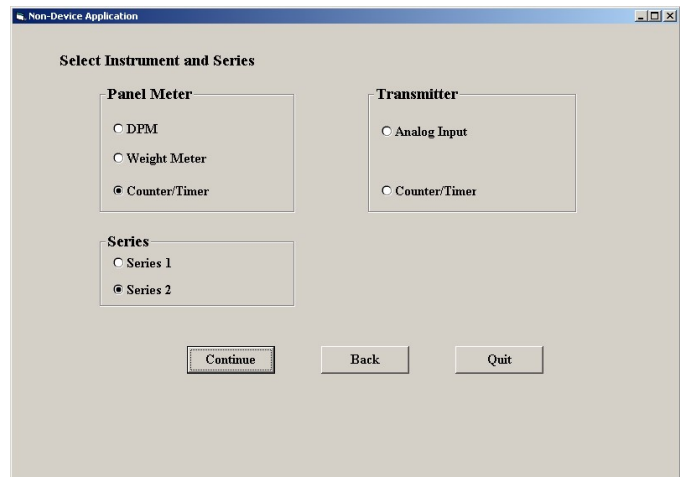 Non-Device Application
Select Instrument and Series
Panel Meter
DPM
Weight Meter
Counter/Timer
Transmitter
Analog Input
Counter/Timer
Series
Series 1
Series 2
Continue
Back
Quit